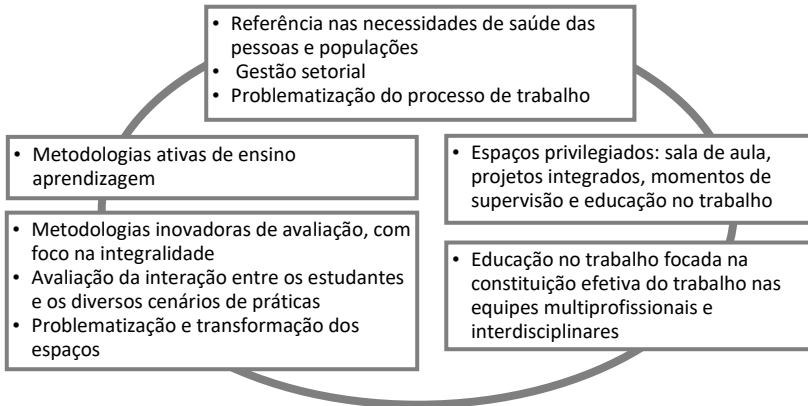 • Referência nas necessidades de saúde das
pessoas e populações
• Gestão setorial
• Problematização do processo de trabalho
• Metodologias ativas de ensino
aprendizagem
• Espaços privilegiados: sala de aula,
projetos integrados, momentos de
supervisão e educação no trabalho
• Metodologias inovadoras de avaliação, com
foco na integralidade
• Avaliação da interação entre os estudantes
e os diversos cenários de práticas
• Problematização e transformação dos
espaços
• Educação no trabalho focada na
constituição efetiva do trabalho nas
equipes multiprofissionais e
interdisciplinares